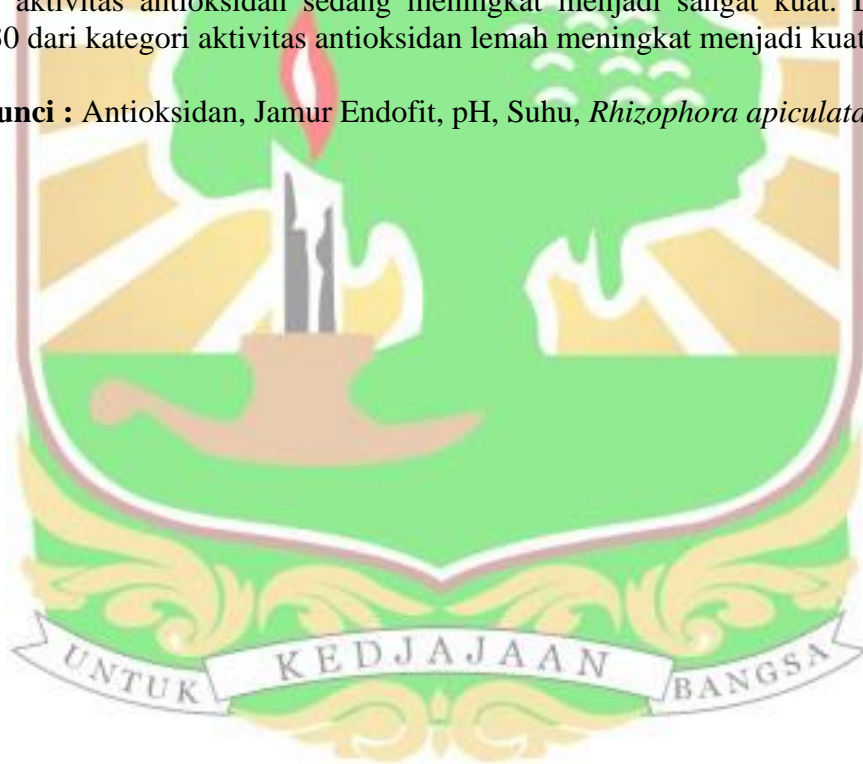 aktivitas antioksidan sedang meningkat menjadi sangat kuat.
0 dari kategori aktivitas antioksidan lemah meningkat menjadi kuat
unci : Antioksidan, Jamur Endofit, pH, Suhu, Rhizophora apiculata
UNTUK KEDJAJAAN BANGSA